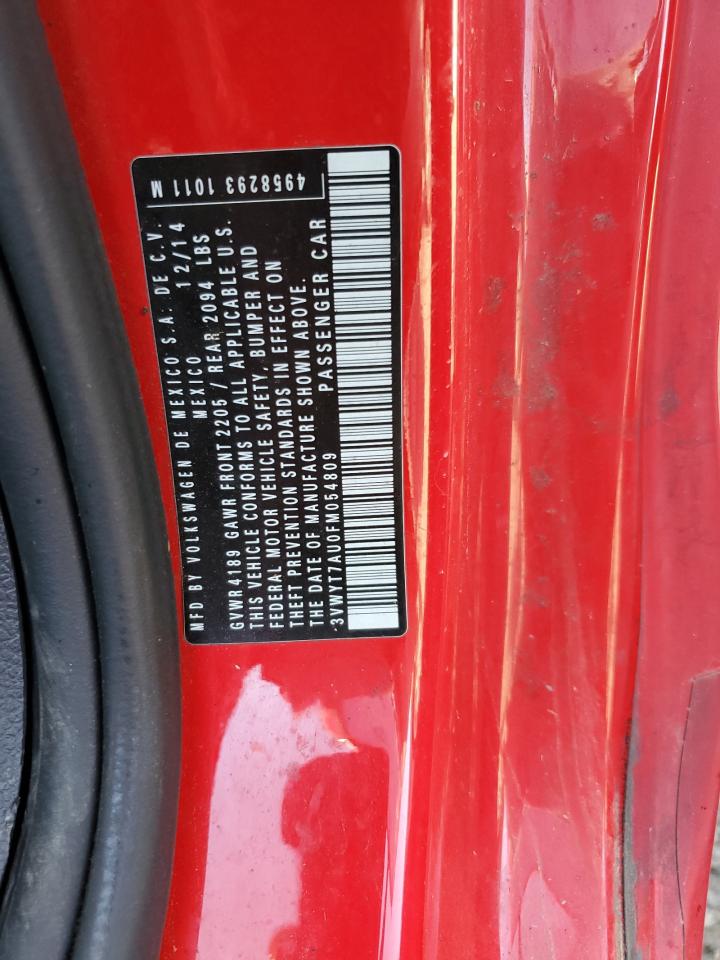 MFD BY VOLKSWAGEN DE MEXICO S.A. DE C.V.
MEXICO 12/14
GVWR4189 GAWR FRONT 2205 / REAR 2094 LBS
THIS VEHICLE CONFORMS TO ALL APPLICABLE U.S.
FEDERAL MOTOR VEHICLE SAFETY, BUMPER AND
THEFT PREVENTION STANDARDS IN EFFECT ON
THE DATE OF MANUFACTURE SHOWN ABOVE.
3VWYT7AU0FM054809 PASSENGER CAR
4958293 1011 M